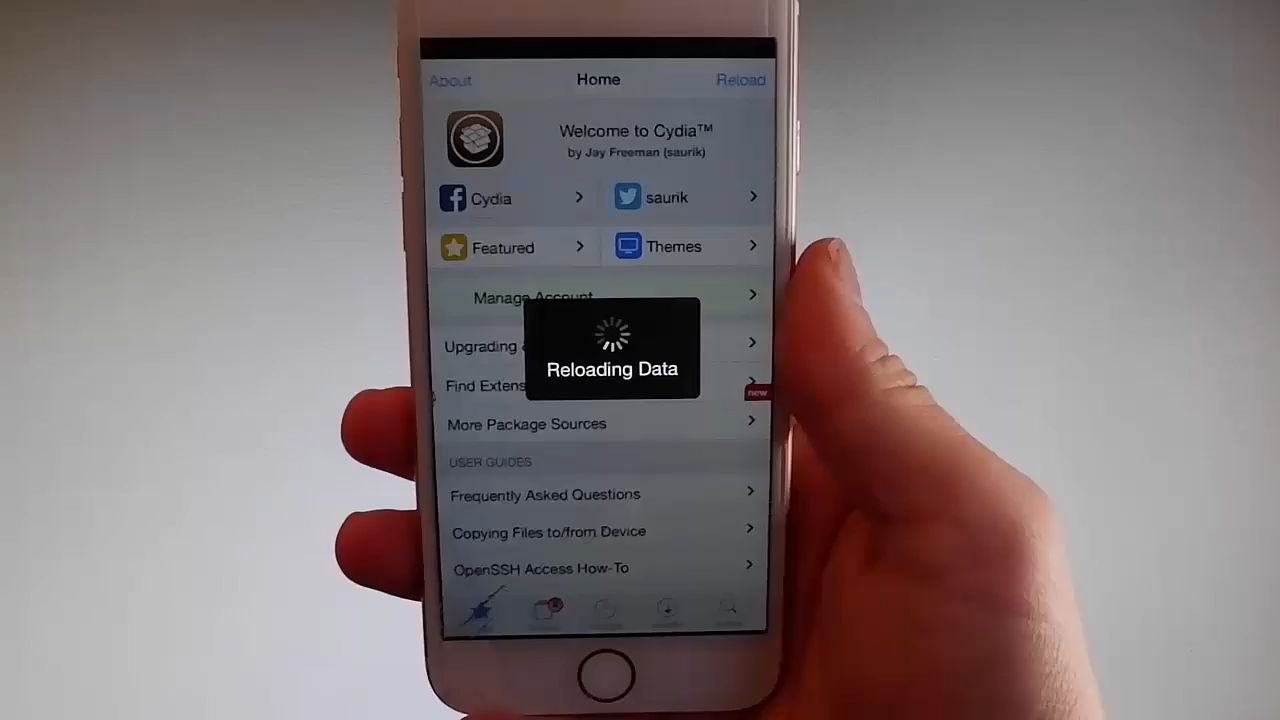 About Home Reload
Welcome to Cydia™
by Jay Freeman (saurik)
Cydia saurik
Featured Themes
Manage Account
Upgrading
Reloading Data
Find Extens
new
More Package Sources
USER GUIDES
Frequently Asked Questions
Copying Files to/from Device
OpenSSH Access How-To